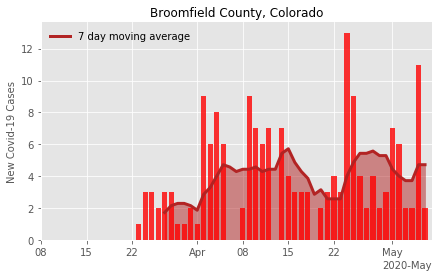 Broomfield County, Colorado
7 day moving average
New Covid-19 Cases
12
10
8
6
4
2
0
08
15
22
Apr
08
15
22
May
2020-May